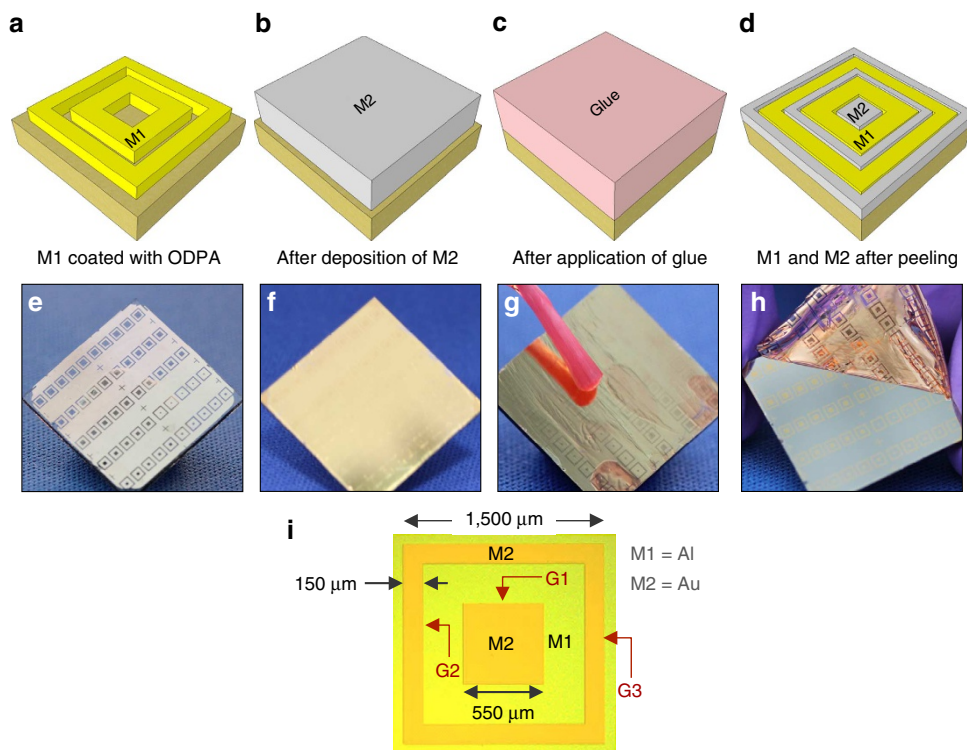 a
b
c
d
M1
M2
Glue
M2
M1
M1 coated with ODPA
After deposition of M2
After application of glue
M1 and M2 after peeling
e
f
g
h
i
1,500 μm
M2
M1 = Al
150 μm
G1
M2 = Au
M2
M1
G2
G3
550 μm